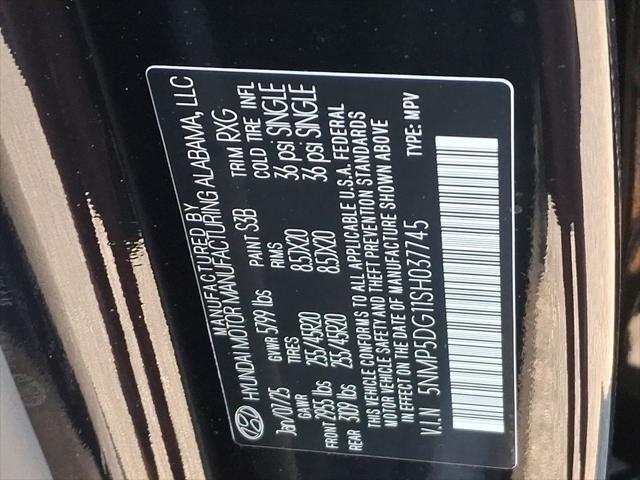 MANUFACTURED BY
HYUNDAI MOTOR MANUFACTURING ALABAMA, LLC
Jan/07/25 GVWR 5799 lbs PAINT S3B TRIM RXG
GAWR TIRES RIMS COLD TIRE INFL
FRONT 2953 lbs 255/45R20 8.5JX20 36 psi SINGLE
REAR 3109 lbs 255/45R20 8.5JX20 36 psi SINGLE
THIS VEHICLE CONFORMS TO ALL APPLICABLE U.S.A. FEDERAL
MOTOR VEHICLE SAFETY AND THEFT PREVENTION STANDARDS
IN EFFECT ON THE DATE OF MANUFACTURE SHOWN ABOVE
V.I.N 5NMP5DG11SH037745 TYPE: MPV